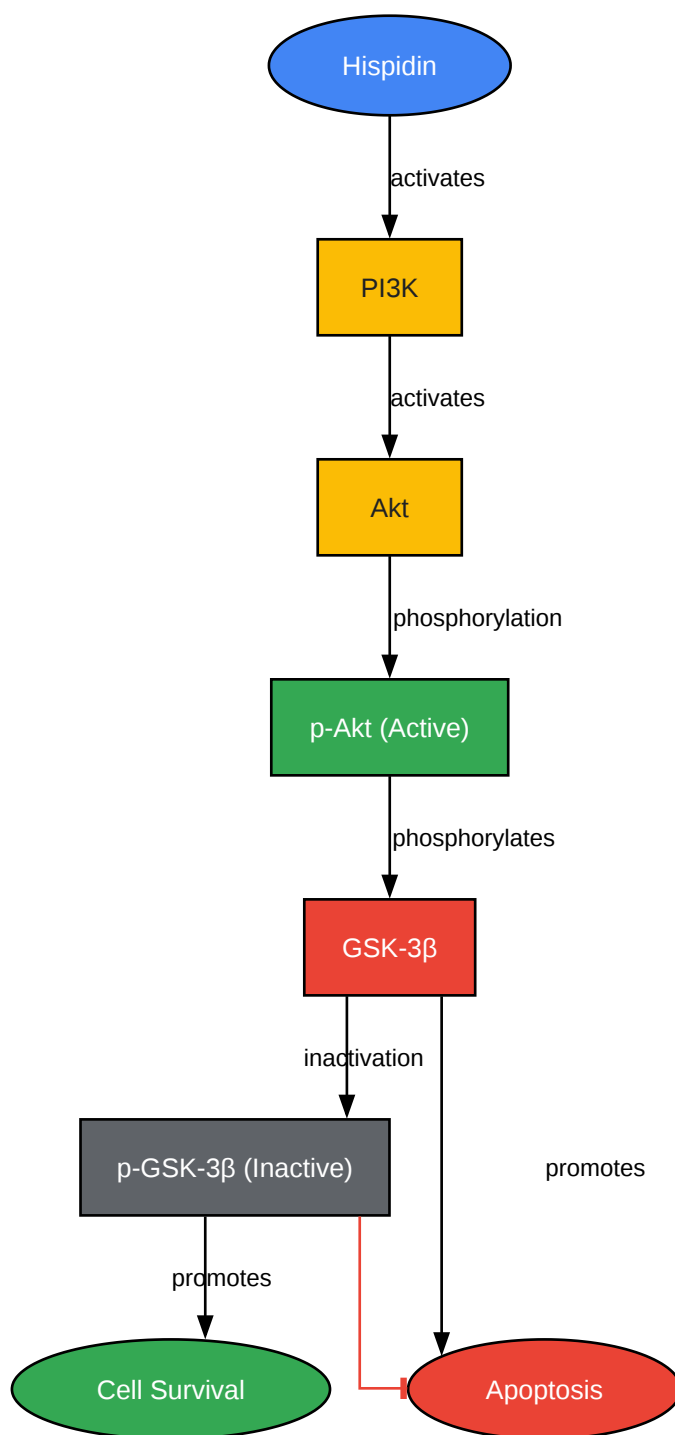 Hispidin
activates
PI3K
activates
Akt
phosphorylation
p-Akt (Active)
phosphorylates
GSK-3β
inactivation
p-GSK-3β (Inactive)
promotes
promotes
Cell Survival
Apoptosis